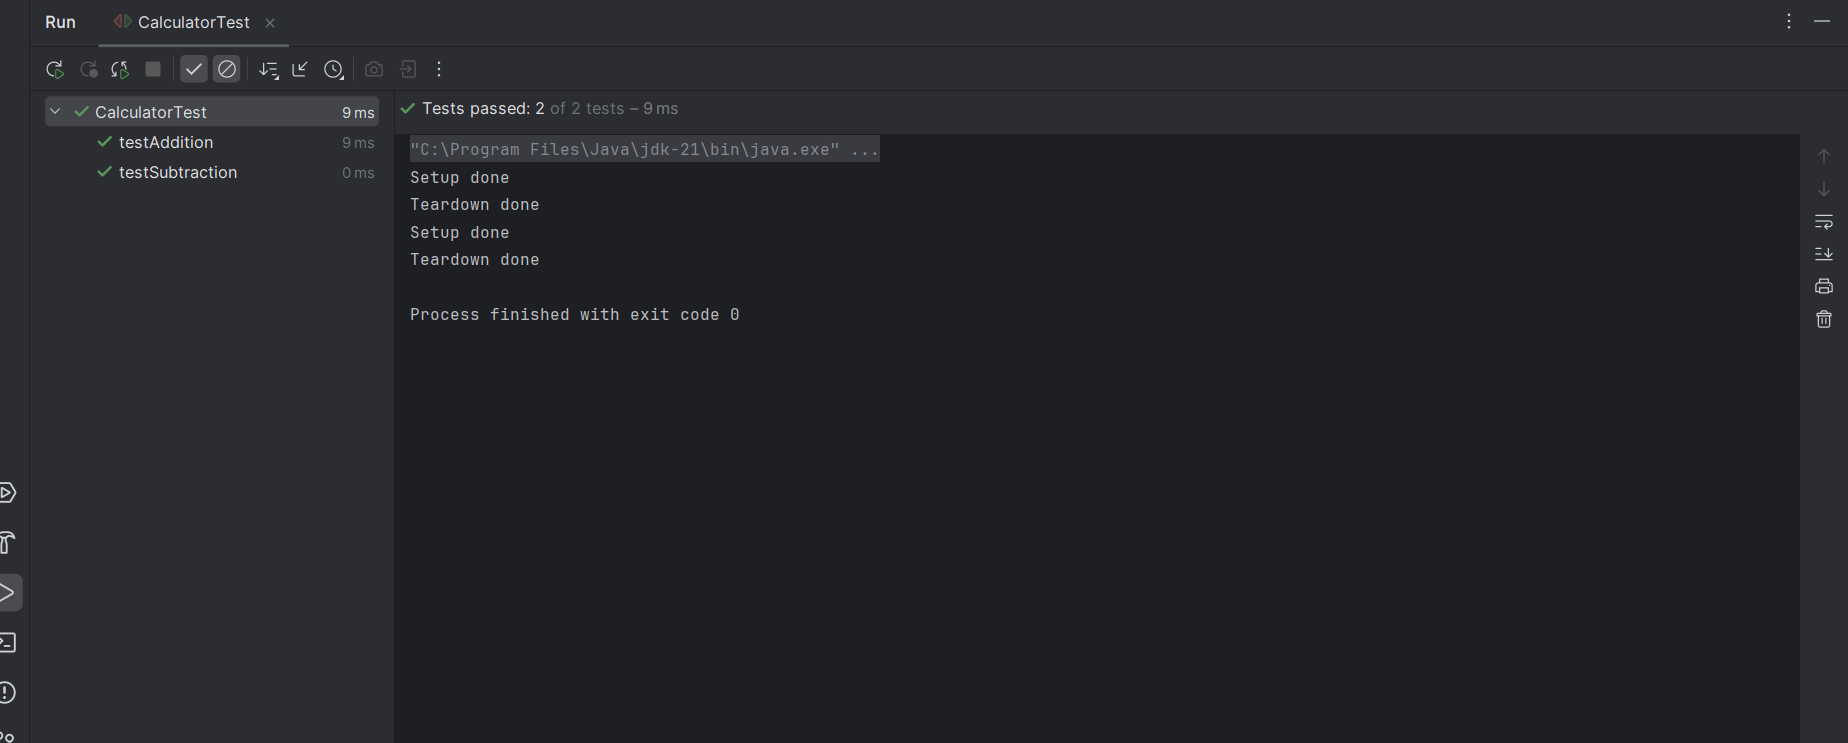 Run CalculatorTest
CalculatorTest 9 ms
testAddition 9 ms
testSubtraction 0 ms
Tests passed: 2 of 2 tests – 9 ms
"C:\Program Files\Java\jdk-21\bin\java.exe" ...
Setup done
Teardown done
Setup done
Teardown done
Process finished with exit code 0